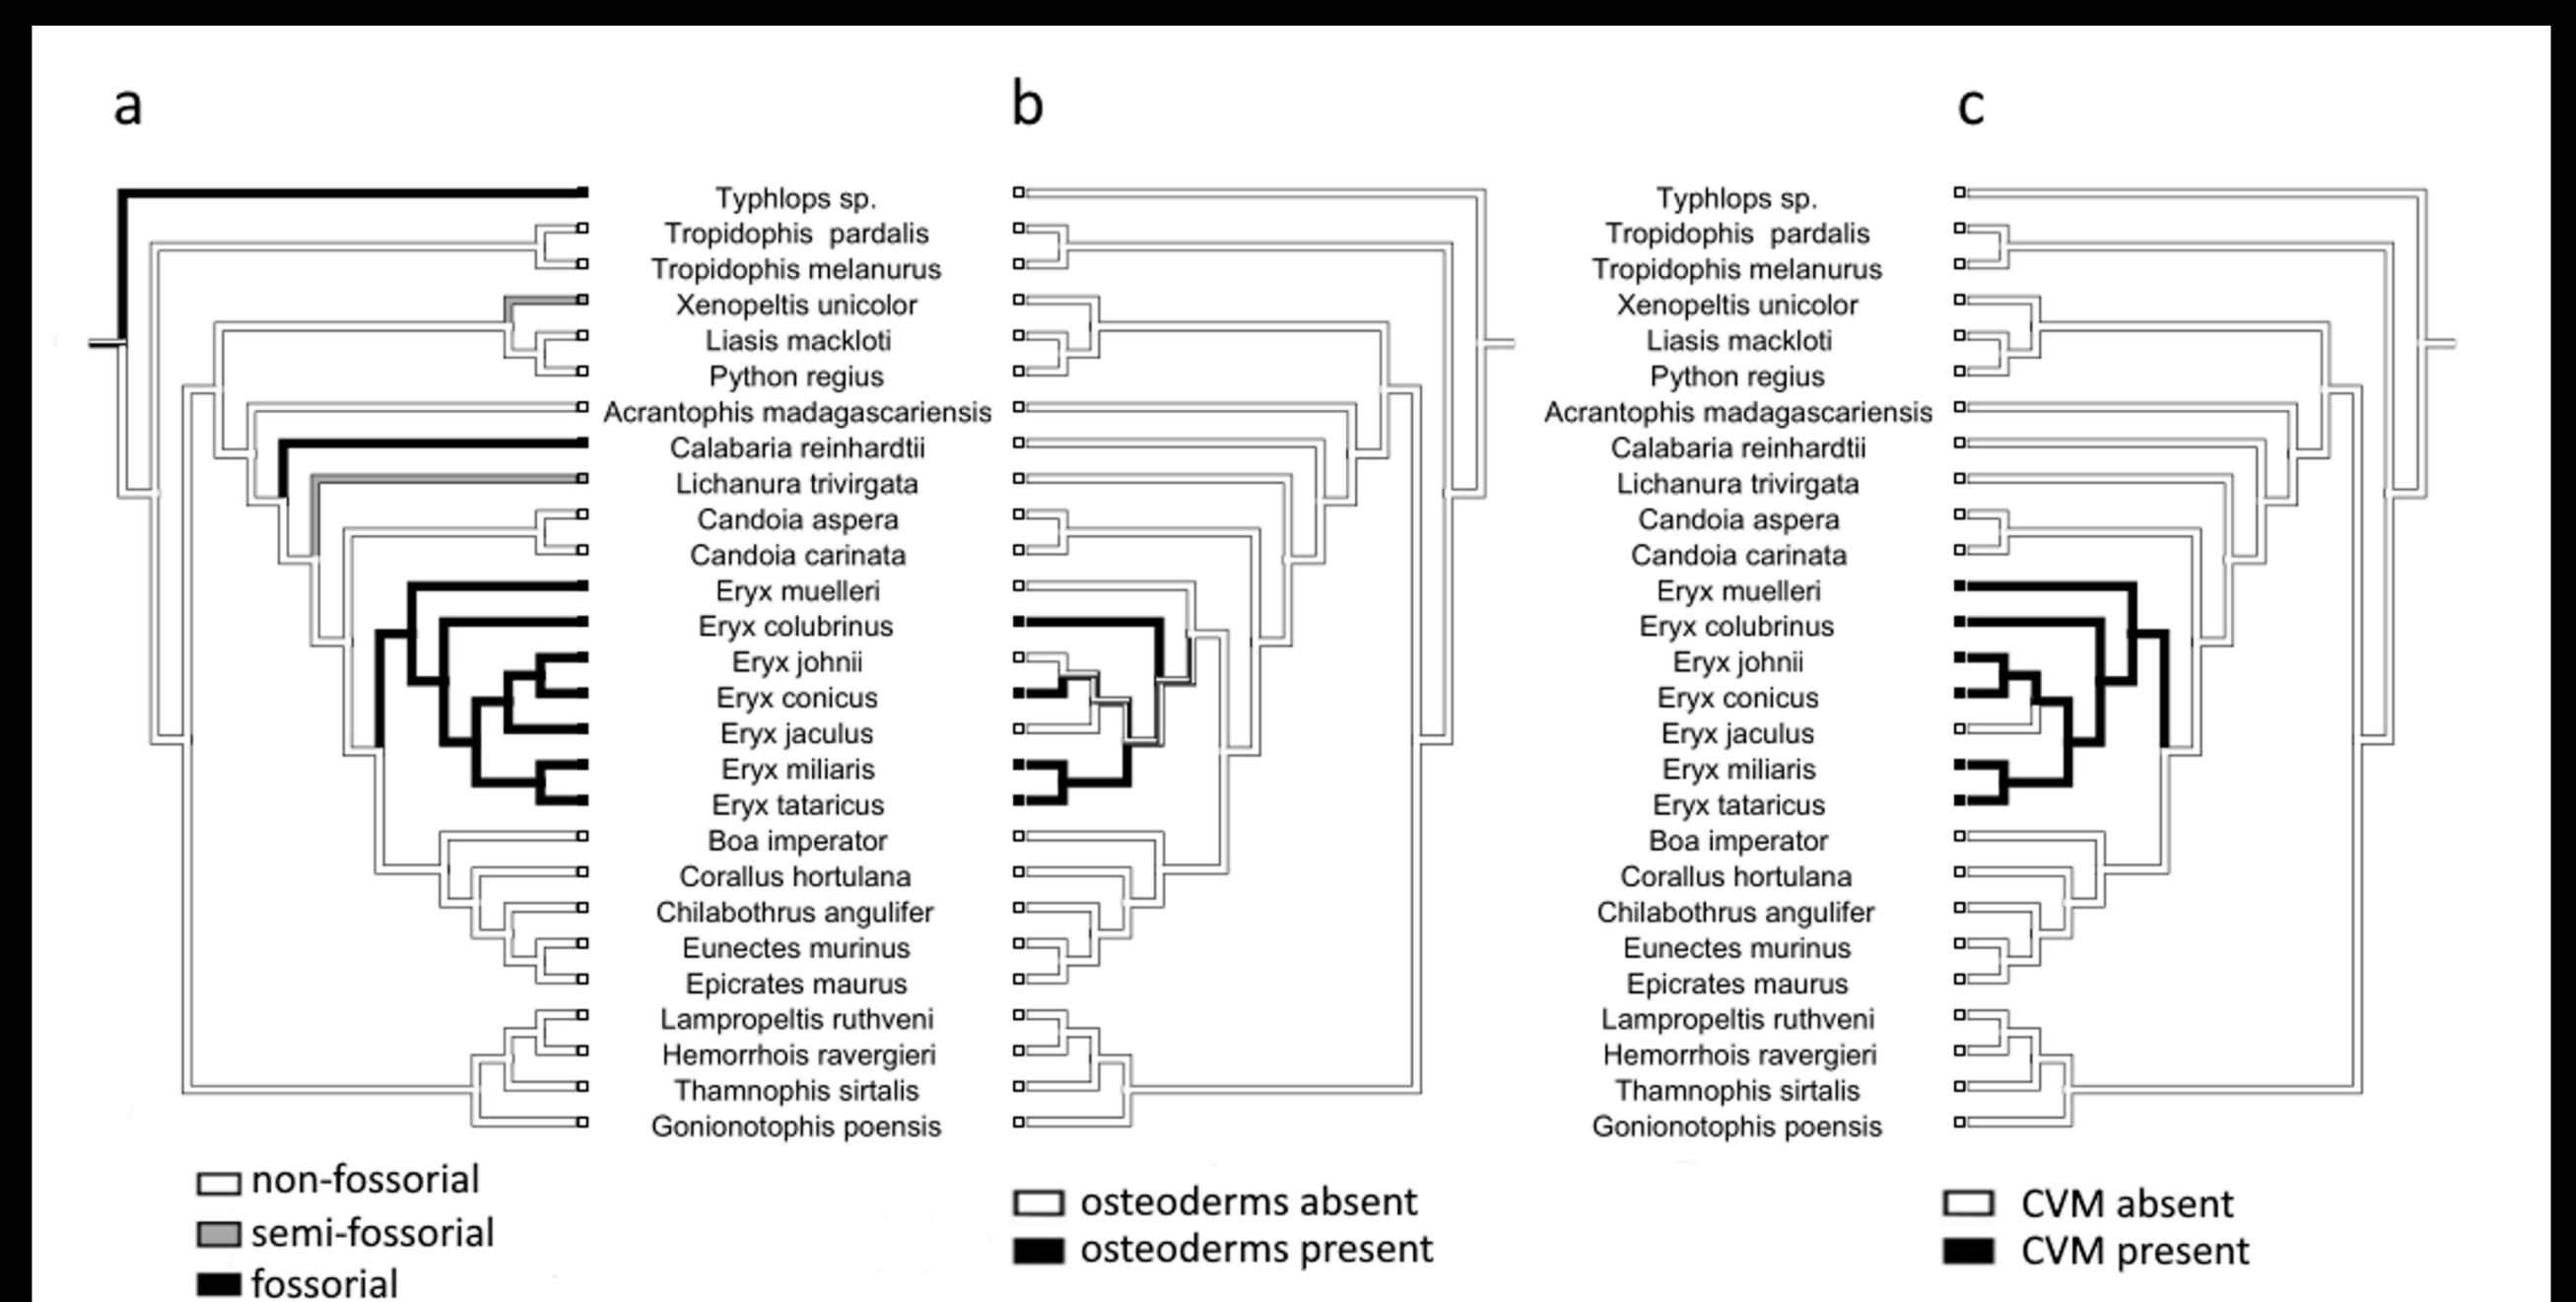 a
b
c
Typhlops sp.
Tropidophis pardalis
Tropidophis melanurus
Xenopeltis unicolor
Liasis mackloti
Python regius
Acrantophis madagascariensis
Calabaria reinhardtii
Lichanura trivirgata
Candoia aspera
Candoia carinata
Eryx muelleri
Eryx colubrinus
Eryx johnii
Eryx conicus
Eryx jaculus
Eryx miliaris
Eryx tataricus
Boa imperator
Corallus hortulana
Chilabothrus angulifer
Eunectes murinus
Epicrates maurus
Lampropeltis ruthveni
Hemorrhois ravergieri
Thamnophis sirtalis
Gonionotophis poensis
Typhlops sp.
Tropidophis pardalis
Tropidophis melanurus
Xenopeltis unicolor
Liasis mackloti
Python regius
Acrantophis madagascariensis
Calabaria reinhardtii
Lichanura trivirgata
Candoia aspera
Candoia carinata
Eryx muelleri
Eryx colubrinus
Eryx johnii
Eryx conicus
Eryx jaculus
Eryx miliaris
Eryx tataricus
Boa imperator
Corallus hortulana
Chilabothrus angulifer
Eunectes murinus
Epicrates maurus
Lampropeltis ruthveni
Hemorrhois ravergieri
Thamnophis sirtalis
Gonionotophis poensis
non-fossorial
semi-fossorial
fossorial
osteoderms absent
osteoderms present
CVM absent
CVM present